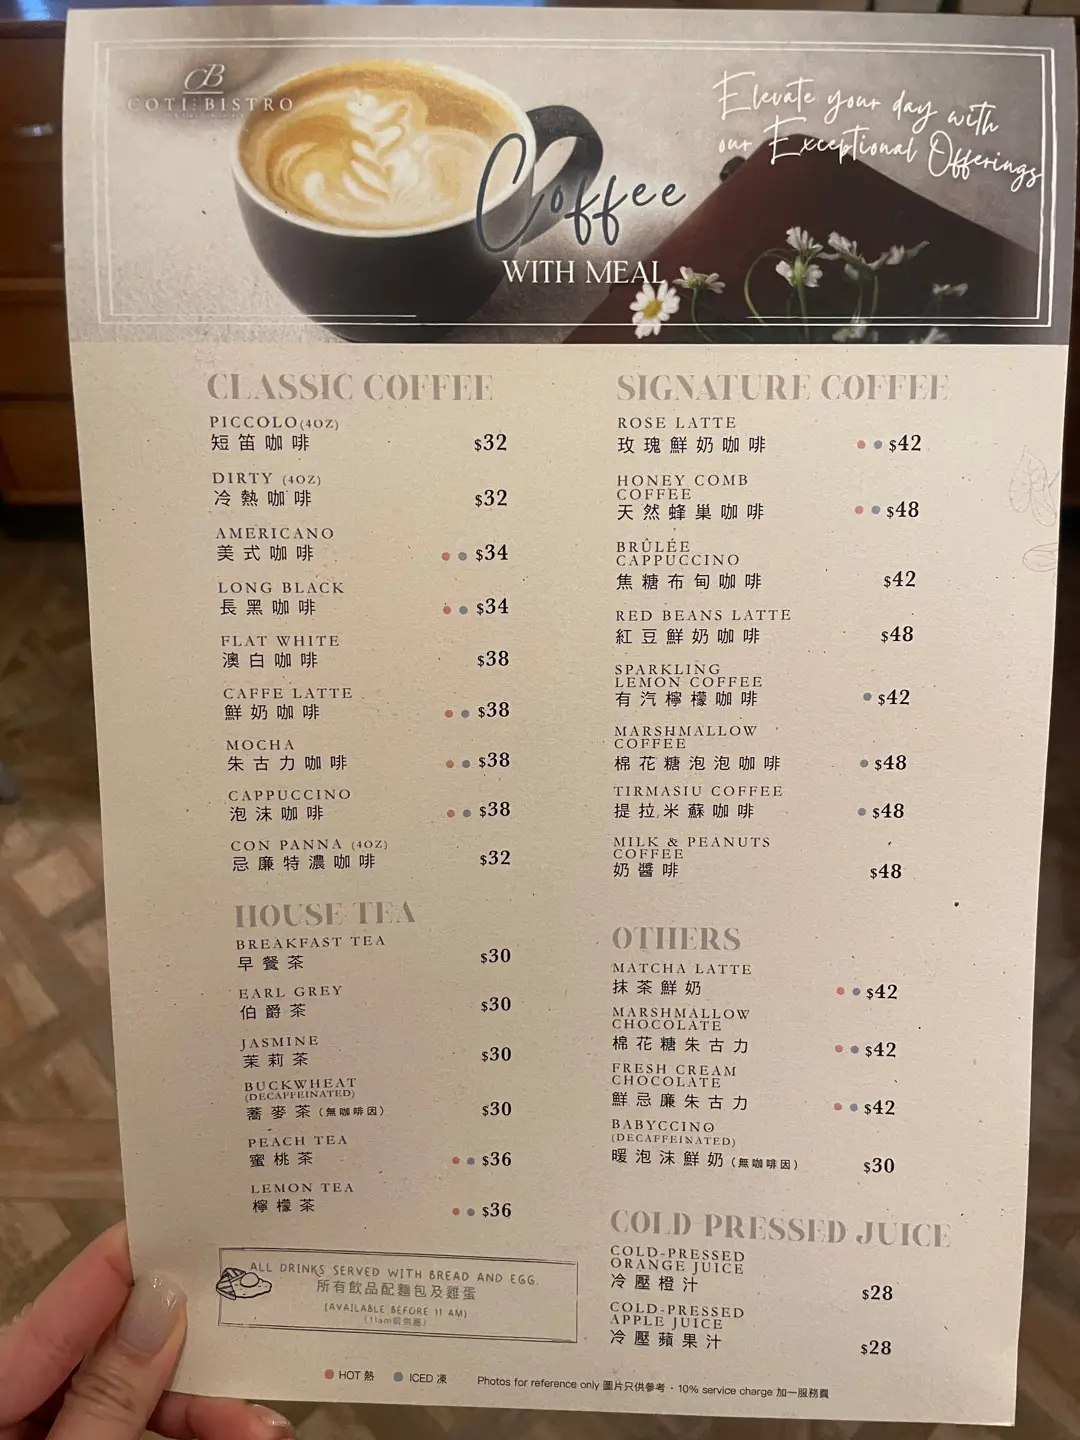 CB
COTI:BISTRO
Elevate your day with
our Exceptional Offerings
Coffee
WITH MEAL
CLASSIC COFFEE
PICCOLO (4OZ)
短笛咖啡 $32
DIRTY (4OZ)
冷熱咖啡 $32
AMERICANO
美式咖啡 $34
LONG BLACK
長黑咖啡 $34
FLAT WHITE
澳白咖啡 $38
CAFFE LATTE
鮮奶咖啡 $38
MOCHA
朱古力咖啡 $38
CAPPUCCINO
泡沫咖啡 $38
CON PANNA (4OZ)
忌廉特濃咖啡 $32
HOUSE TEA
BREAKFAST TEA
早餐茶 $30
EARL GREY
伯爵茶 $30
JASMINE
茉莉茶 $30
BUCKWHEAT
(DECAFFEINATED)
蕎麥茶 (無咖啡因) $30
PEACH TEA
蜜桃茶 $36
LEMON TEA
檸檬茶 $36
ALL DRINKS SERVED WITH BREAD AND EGG.
所有飲品配麵包及雞蛋
(AVAILABLE BEFORE 11 AM)
(11am前供應)
SIGNATURE COFFEE
ROSE LATTE
玫瑰鮮奶咖啡 $42
HONEY COMB
COFFEE
天然蜂巢咖啡 $48
BRÛLÉE
CAPPUCCINO
焦糖布甸咖啡 $42
RED BEANS LATTE
紅豆鮮奶咖啡 $48
SPARKLING
LEMON COFFEE
有汽檸檬咖啡 $42
MARSHMALLOW
COFFEE
棉花糖泡泡咖啡 $48
TIRMASIU COFFEE
提拉米蘇咖啡 $48
MILK & PEANUTS
COFFEE
奶醬啡 $48
OTHERS
MATCHA LATTE
抹茶鮮奶 $42
MARSHMALLOW
CHOCOLATE
棉花糖朱古力 $42
FRESH CREAM
CHOCOLATE
鮮忌廉朱古力 $42
BABYCCINO
(DECAFFEINATED)
暖泡沫鮮奶 (無咖啡因) $30
COLD-PRESSED JUICE
COLD-PRESSED
ORANGE JUICE
冷壓橙汁 $28
COLD-PRESSED
APPLE JUICE
冷壓蘋果汁 $28
HOT 熱 ICED 凍 Photos for reference only 圖片只供參考 · 10% service charge 加一服務費